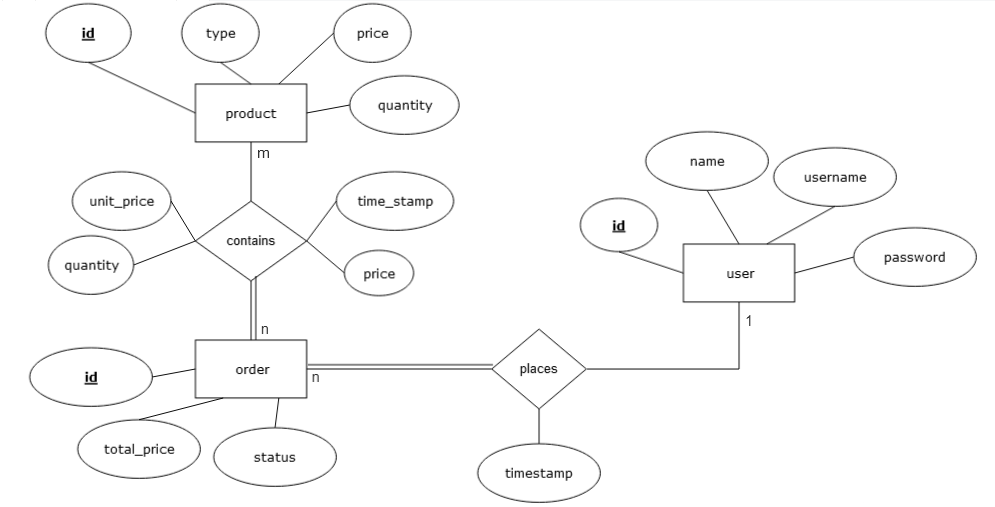 id
type
price
product
quantity
m
unit_price
time_stamp
contains
quantity
price
n
order
n
id
total_price
status
places
timestamp
name
username
id
user
password
1